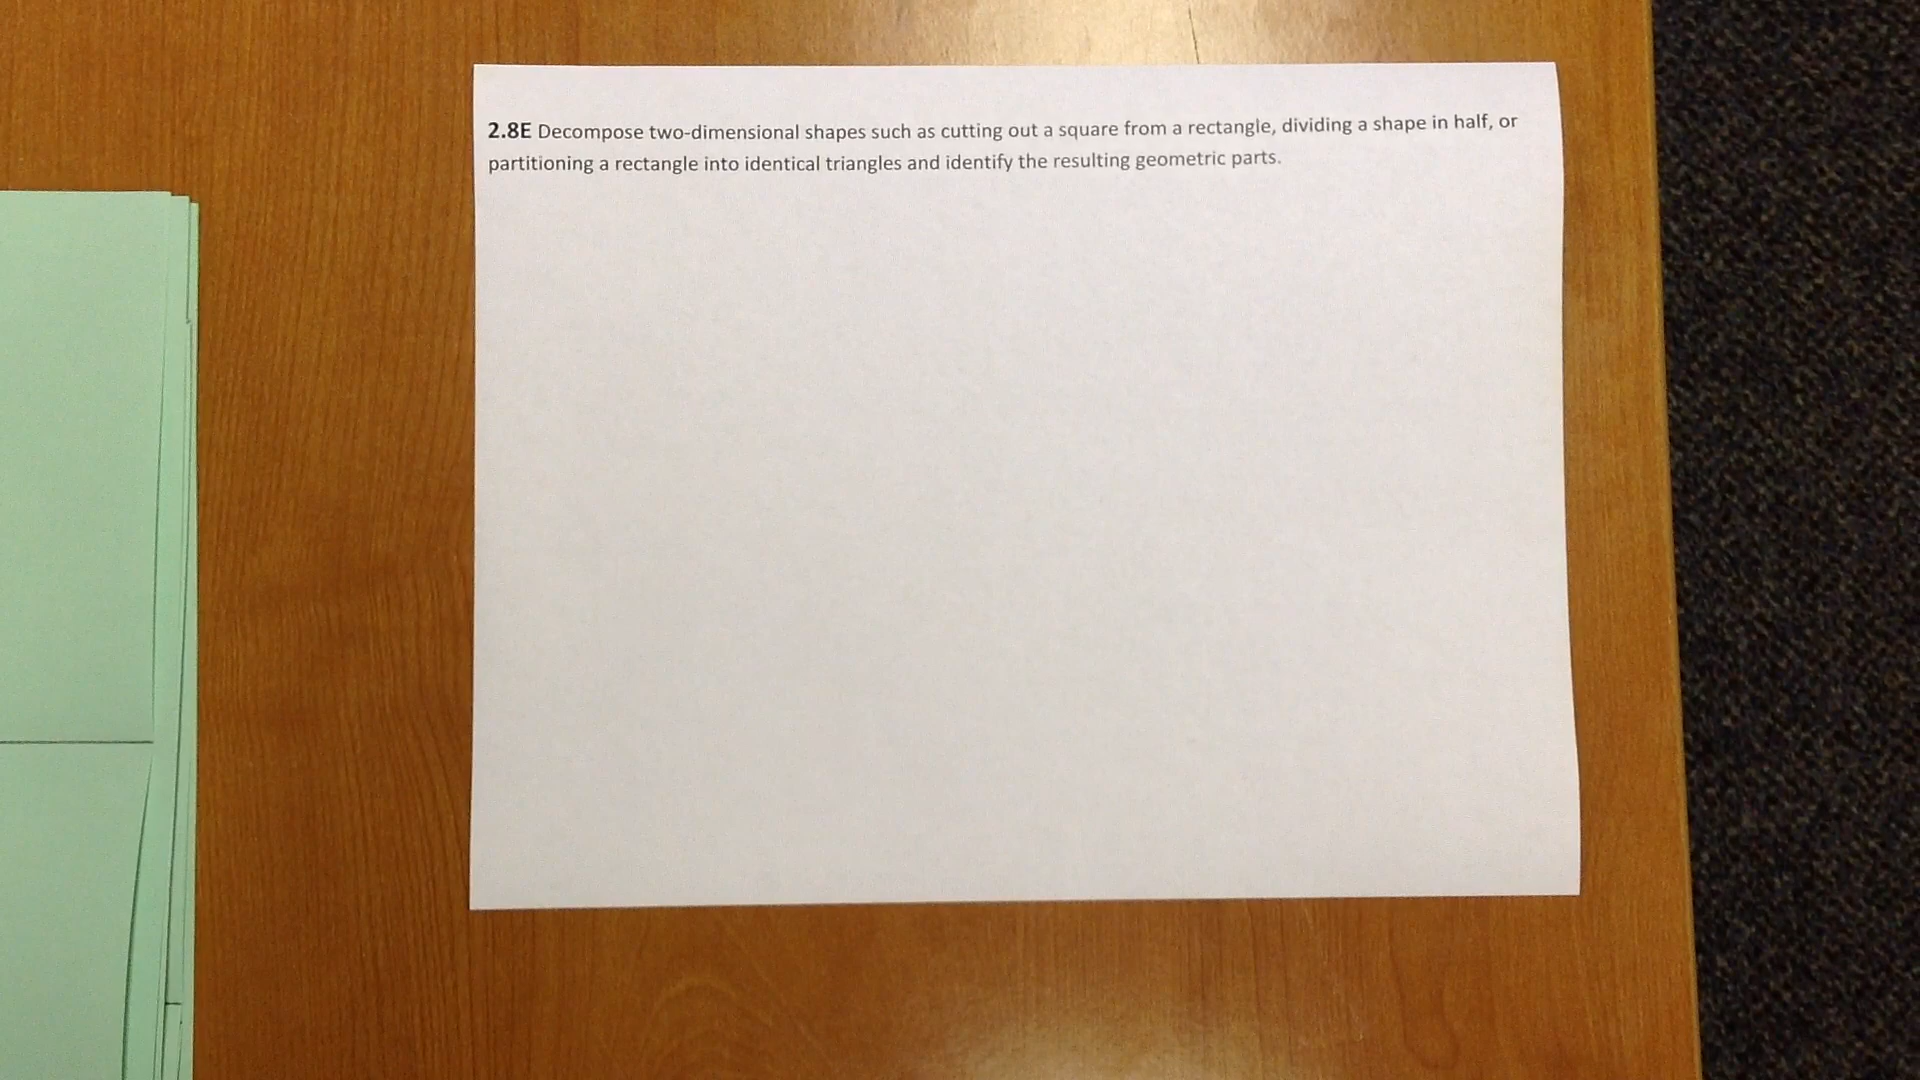 2.8E Decompose two-dimensional shapes such as cutting out a square from a rectangle, dividing a shape in half, or
partitioning a rectangle into identical triangles and identify the resulting geometric parts.